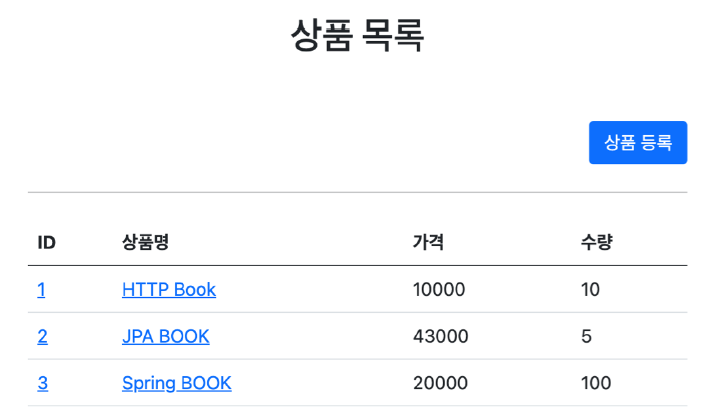 상품 목록
상품 등록
ID 상품명 가격 수량
1 HTTP Book 10000 10
2 JPA BOOK 43000 5
3 Spring BOOK 20000 100